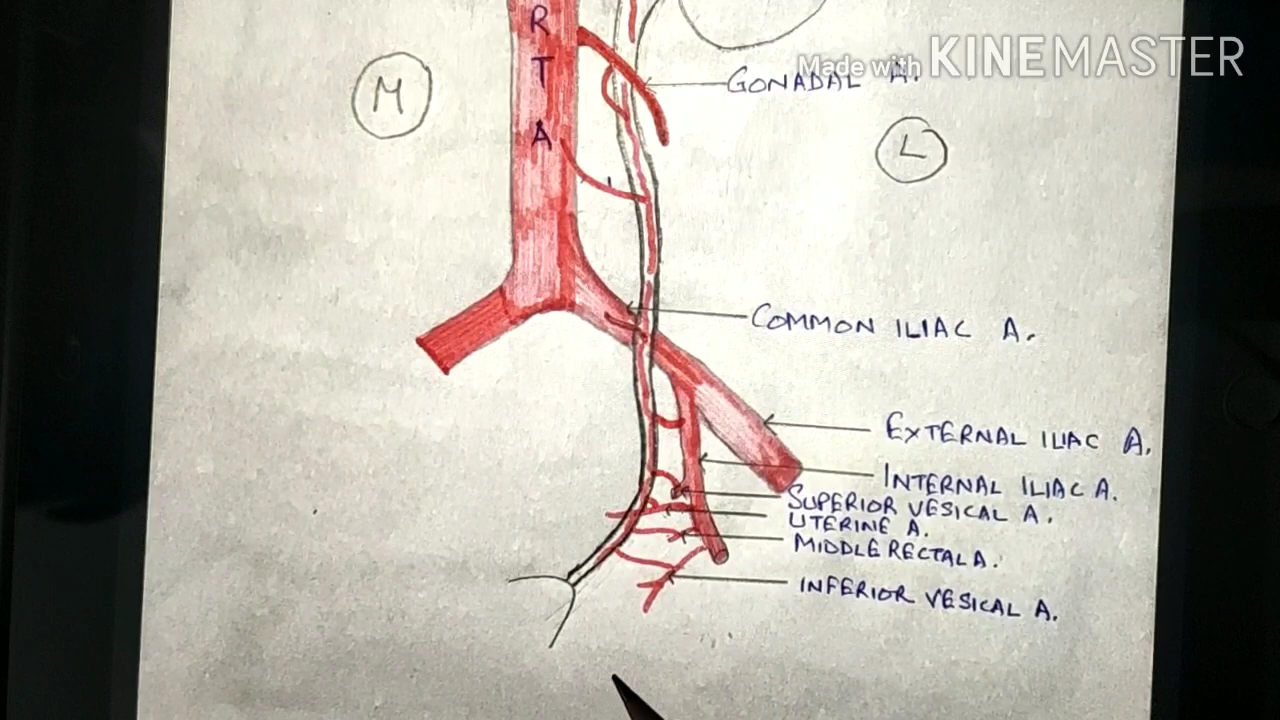 R
T
A
Made with KINEMASTER
GONADAL A.
M
L
COMMON ILIAC A.
EXTERNAL ILIAC A.
INTERNAL ILIAC A.
SUPERIOR VESICAL A.
UTERINE A.
MIDDLE RECTAL A.
INFERIOR VESICAL A.